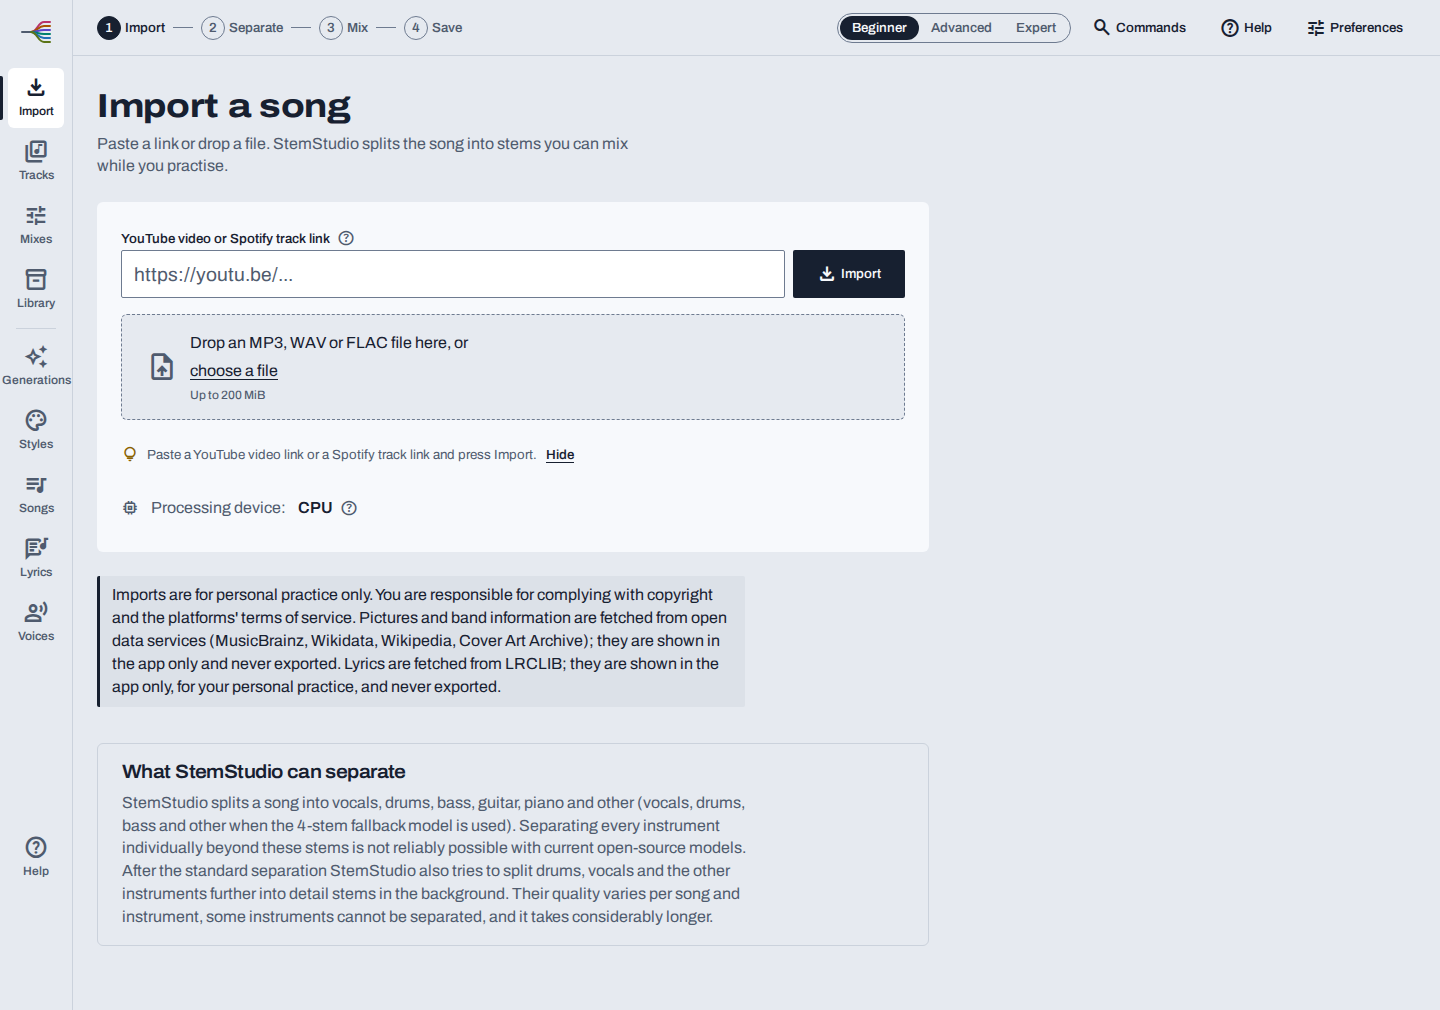 1 Import 2 Separate 3 Mix 4 Save
Beginner Advanced Expert Commands Help Preferences
Import
Tracks
Mixes
Library
Generations
Styles
Songs
Lyrics
Voices
Help
Import a song
Paste a link or drop a file. StemStudio splits the song into stems you can mix
while you practise.
YouTube video or Spotify track link ?
https://youtu.be/...
Import
Drop an MP3, WAV or FLAC file here, or
choose a file
Up to 200 MiB
Paste a YouTube video link or a Spotify track link and press Import. Hide
Processing device: CPU ?
Imports are for personal practice only. You are responsible for complying with copyright
and the platforms' terms of service. Pictures and band information are fetched from open
data services (MusicBrainz, Wikidata, Wikipedia, Cover Art Archive); they are shown in
the app only and never exported. Lyrics are fetched from LRCLIB; they are shown in the
app only, for your personal practice, and never exported.
What StemStudio can separate
StemStudio splits a song into vocals, drums, bass, guitar, piano and other (vocals, drums,
bass and other when the 4-stem fallback model is used). Separating every instrument
individually beyond these stems is not reliably possible with current open-source models.
After the standard separation StemStudio also tries to split drums, vocals and the other
instruments further into detail stems in the background. Their quality varies per song and
instrument, some instruments cannot be separated, and it takes considerably longer.